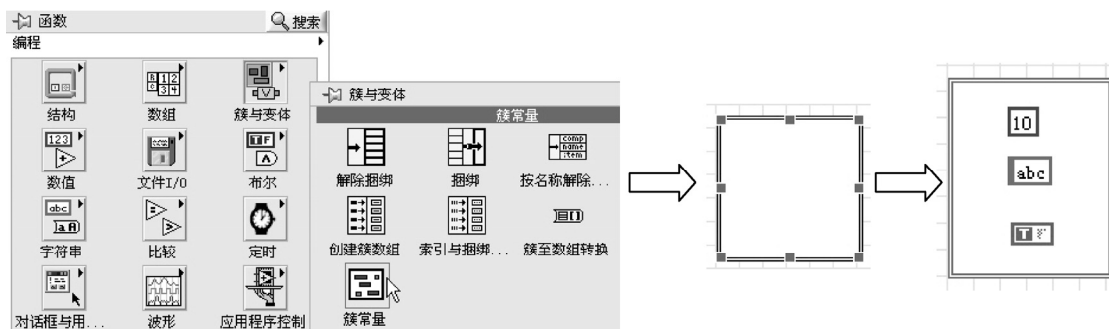 函数 搜索
编程
结构 数组 簇与变体
数值 文件I/O 布尔
字符串 比较 定时
对话框与用... 波形 应用程序控制
簇与变体
簇常量
解除捆绑 捆绑 按名称解除...
创建簇数组 索引与捆绑... 簇至数组转换
簇常量
10
abc
T F